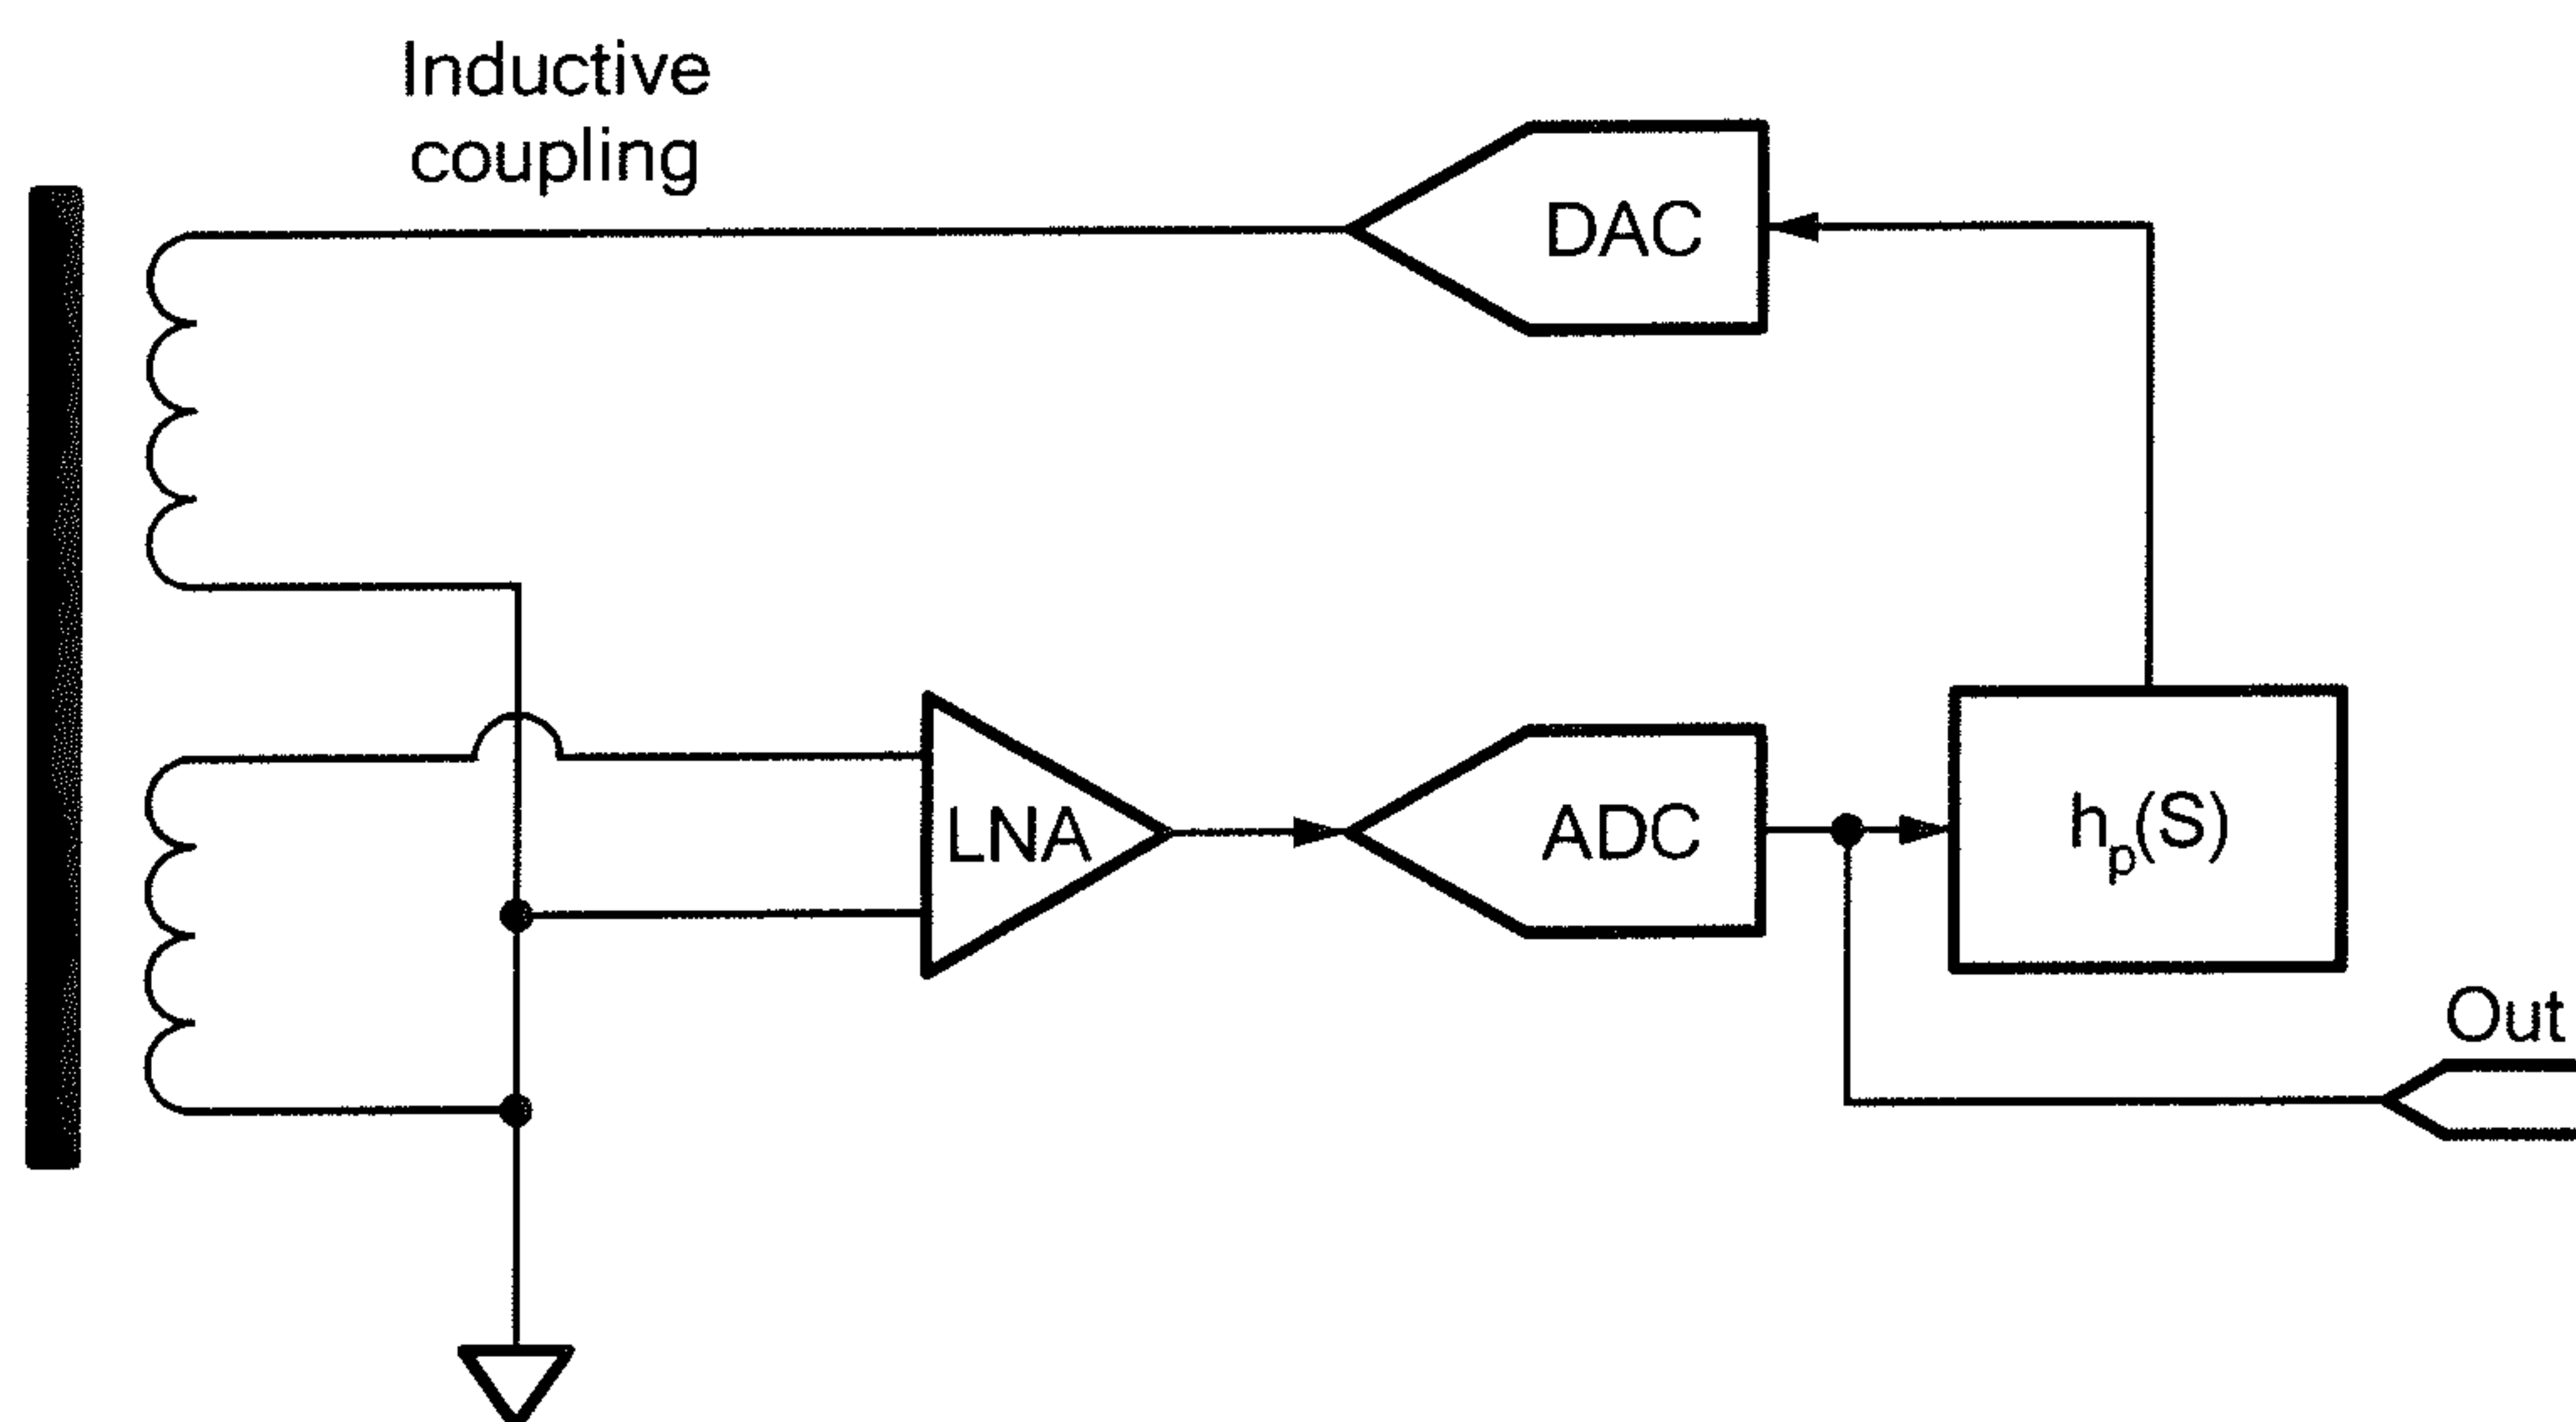 Inductive
coupling
DAC
LNA
ADC
hp(S)
Out